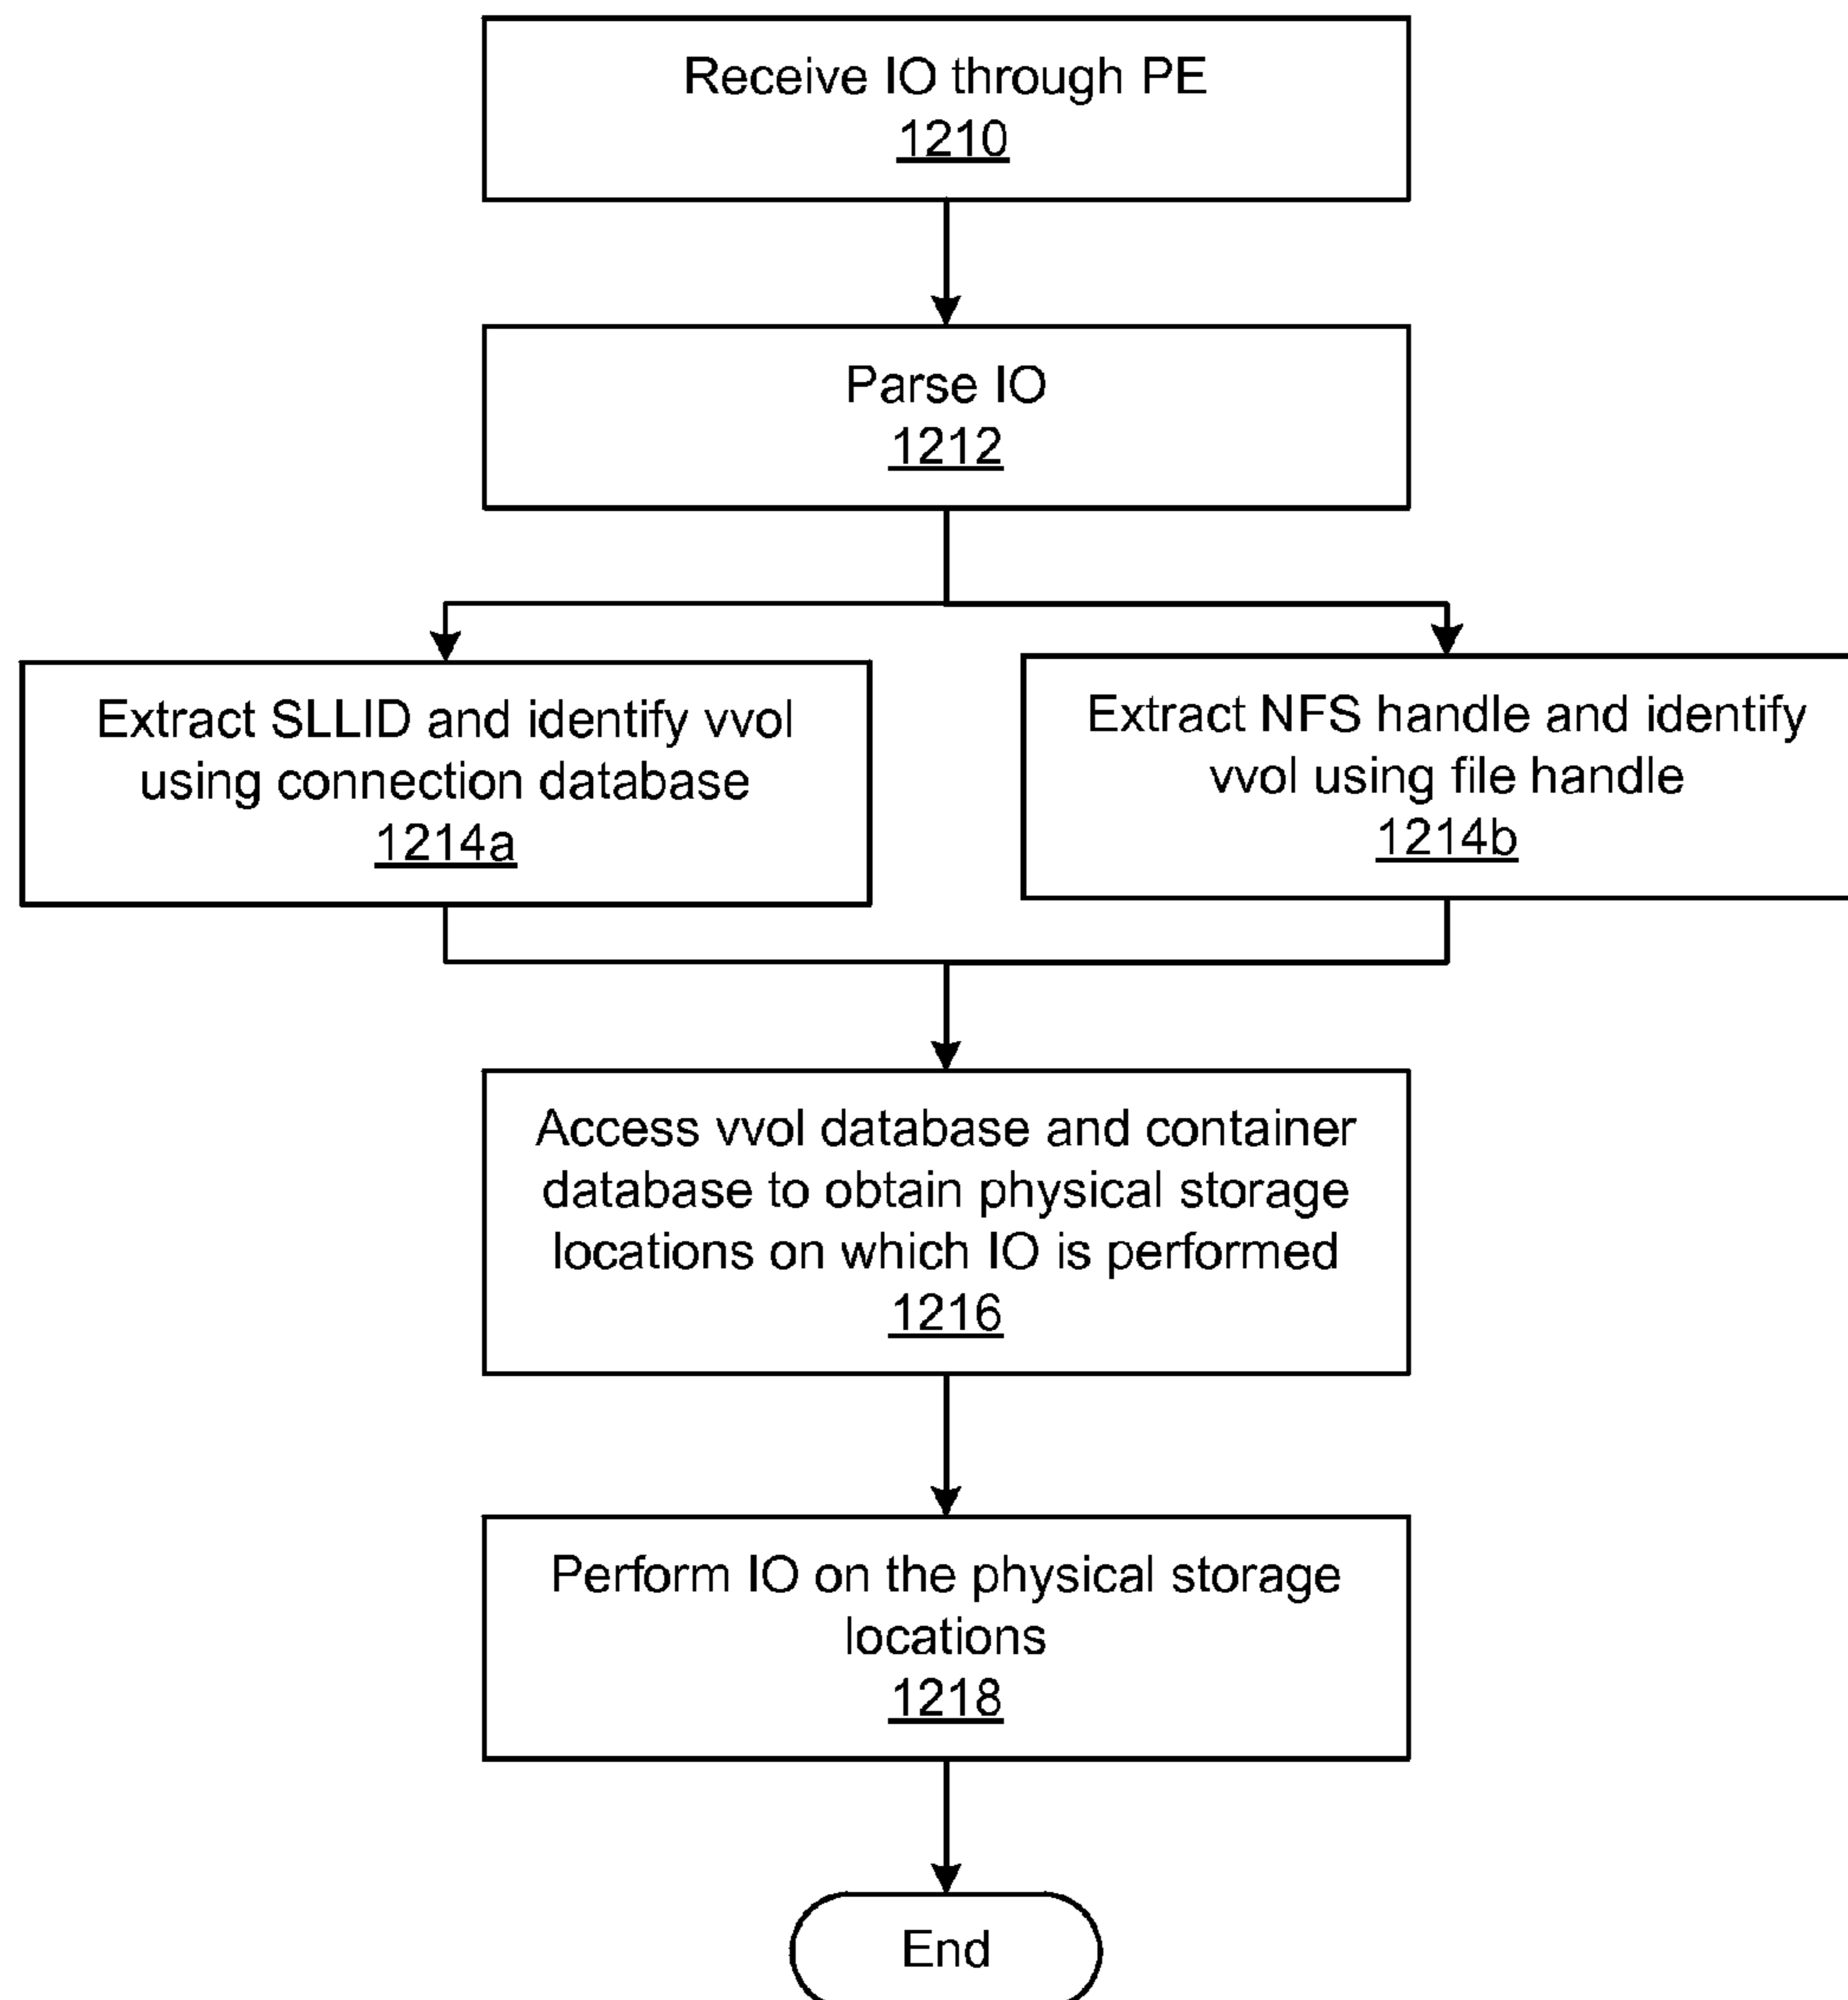 Receive IO through PE
1210
Parse IO
1212
Extract SLLID and identify vvol
using connection database
1214a
Extract NFS handle and identify
vvol using file handle
1214b
Access vvol database and container
database to obtain physical storage
locations on which IO is performed
1216
Perform IO on the physical storage
locations
1218
End